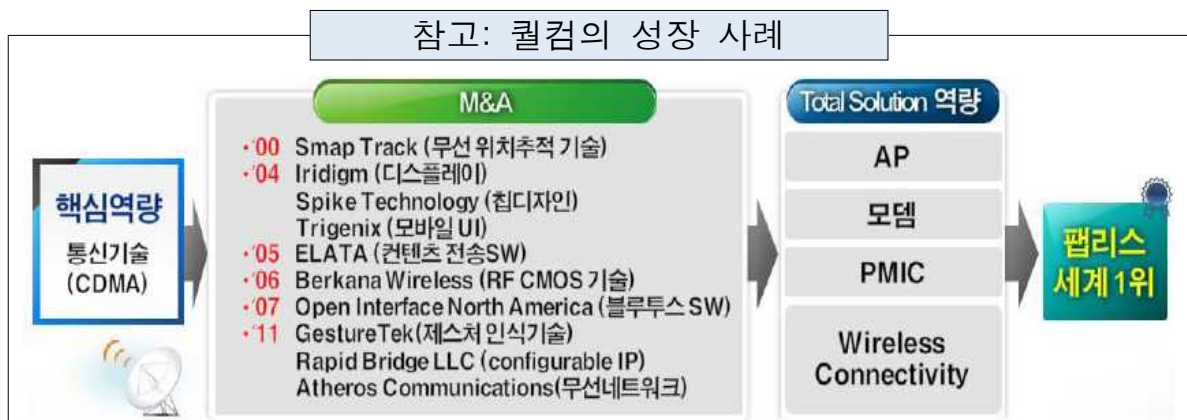 참고: 퀄컴의 성장 사례
핵심역량
통신기술
(CDMA)
M&A
•'00 Smap Track (무선 위치추적 기술)
•'04 Iridigm (디스플레이)
Spike Technology (칩디자인)
Trigenix (모바일 UI)
•'05 ELATA (컨텐츠 전송SW)
•'06 Berkana Wireless (RF CMOS 기술)
•'07 Open Interface North America (블루투스 SW)
•'11 GestureTek(제스처 인식기술)
Rapid Bridge LLC (configurable IP)
Atheros Communications(무선네트워크)
Total Solution 역량
AP
모뎀
PMIC
Wireless
Connectivity
팹리스
세계 1위